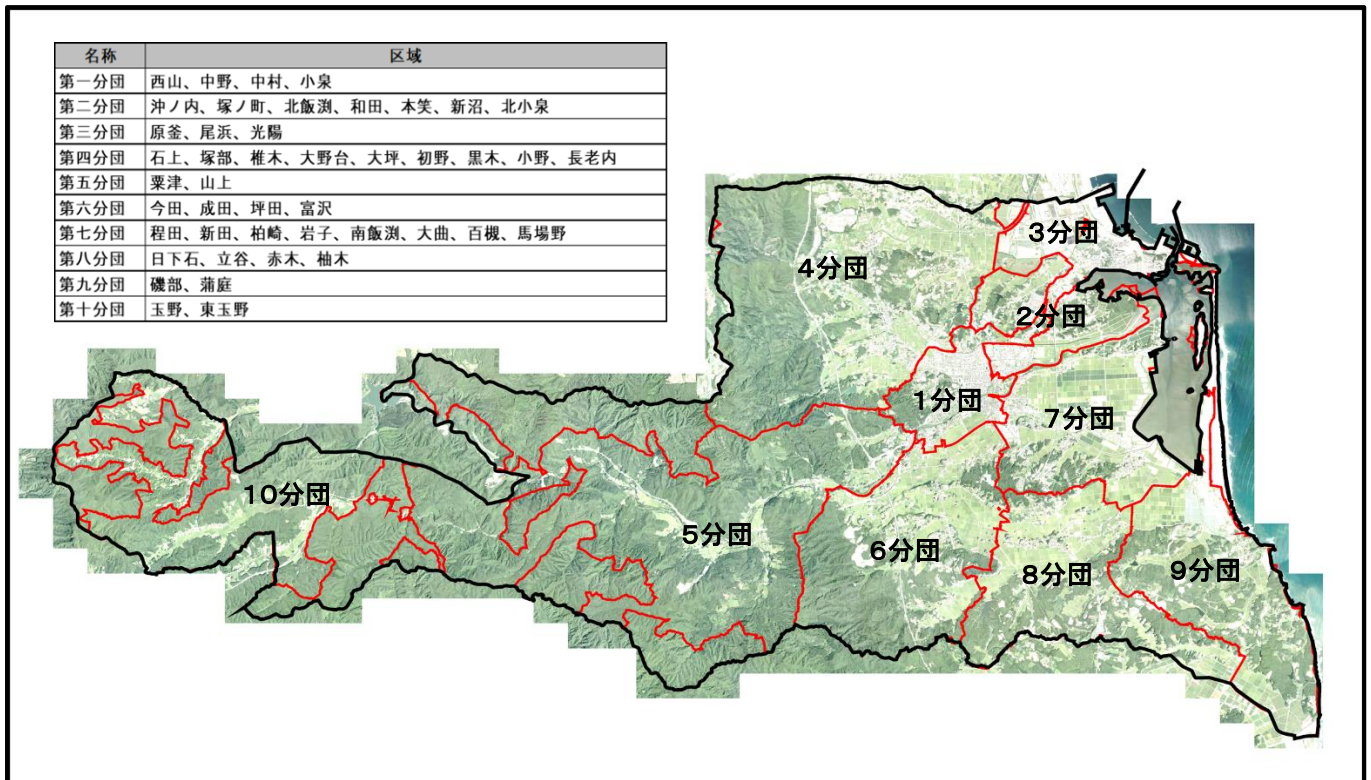 名称 区域
第一分団 西山、中野、中村、小泉
第二分団 沖ノ内、塚ノ町、北飯渕、和田、本笑、新沼、北小泉
第三分団 原釜、尾浜、光陽
第四分団 石上、塚部、椎木、大野台、大坪、初野、黒木、小野、長老内
第五分団 粟津、山上
第六分団 今田、成田、坪田、富沢
第七分団 程田、新田、柏崎、岩子、南飯渕、大曲、百槻、馬場野
第八分団 日下石、立谷、赤木、柚木
第九分団 磯部、蒲庭
第十分団 玉野、東玉野
3分団
4分団
2分団
1分団
7分団
10分団
5分団
6分団
8分団
9分団